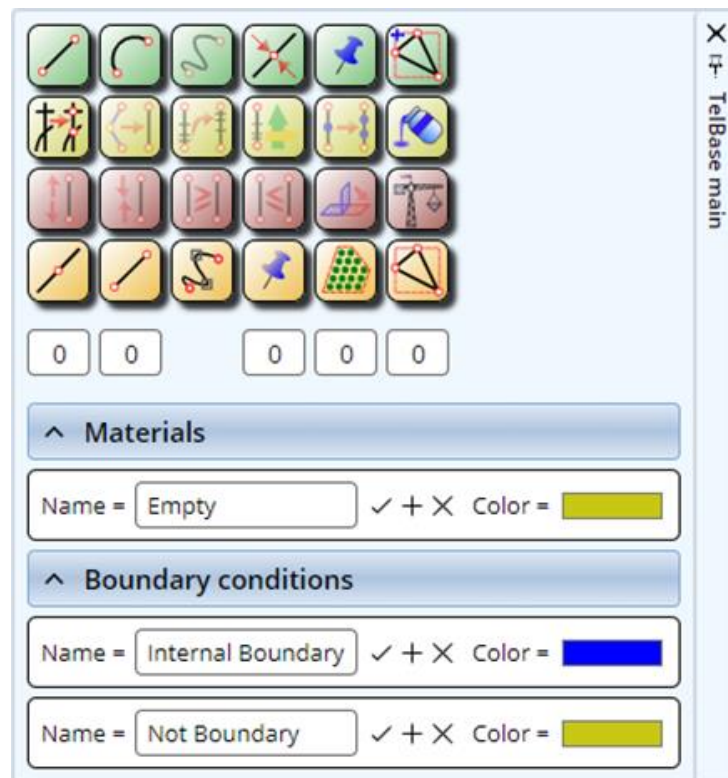 TelBase main
0 0 0 0 0
Materials
Name = Empty Color =
Boundary conditions
Name = Internal Boundary Color =
Name = Not Boundary Color =